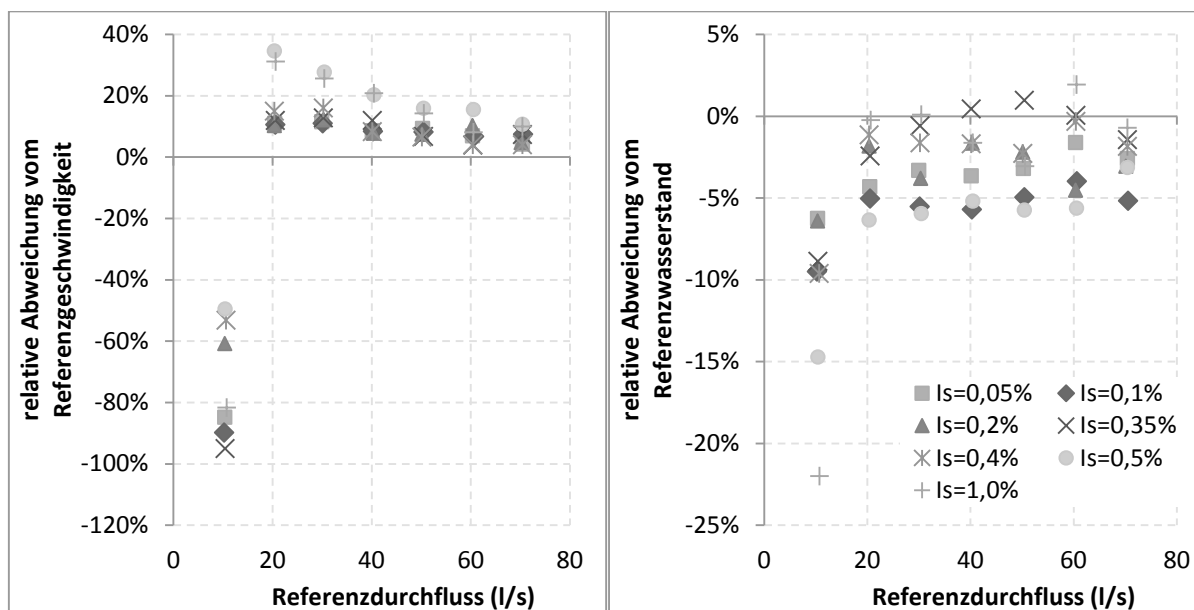 relative Abweichung vom
Referenzgeschwindigkeit
40%
20%
0%
-20%
-40%
-60%
-80%
-100%
-120%
0
20
40
60
80
Referenzdurchfluss (l/s)
relative Abweichung vom
Referenzwasserstand
5%
0%
-5%
-10%
-15%
-20%
-25%
Is=0,05%
Is=0,1%
Is=0,2%
Is=0,35%
Is=0,4%
Is=0,5%
Is=1,0%
0
20
40
60
80
Referenzdurchfluss (l/s)